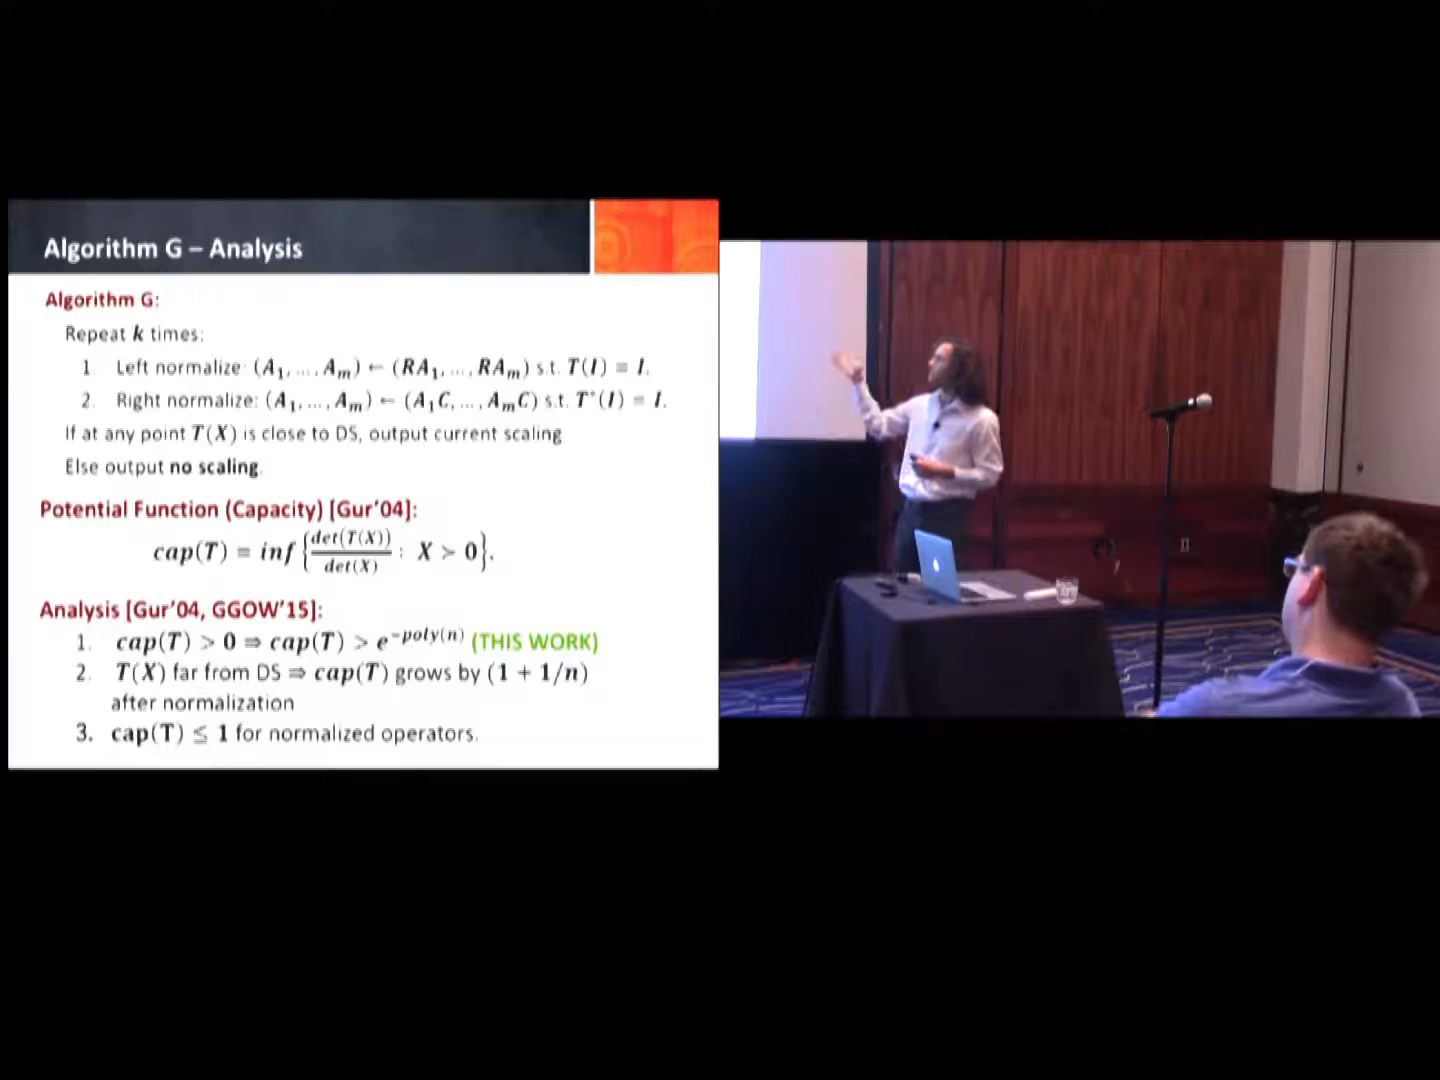 Algorithm G – Analysis
Algorithm G:
Repeat k times:
1. Left normalize: (A₁, …, Aₘ) ← (RA₁, …, RAₘ) s.t. T(I) = I.
2. Right normalize: (A₁, …, Aₘ) ← (A₁C, …, AₘC) s.t. T*(I) = I.
If at any point T(X) is close to DS, output current scaling
Else output no scaling.
Potential Function (Capacity) [Gur'04]:
cap(T) = inf { det(T(X)) / det(X) : X > 0 }.
Analysis [Gur'04, GGOW'15]:
1. cap(T) > 0 ⇒ cap(T) > e^{-poly(n)} (THIS WORK)
2. T(X) far from DS ⇒ cap(T) grows by (1 + 1/n)
after normalization
3. cap(T) ≤ 1 for normalized operators.